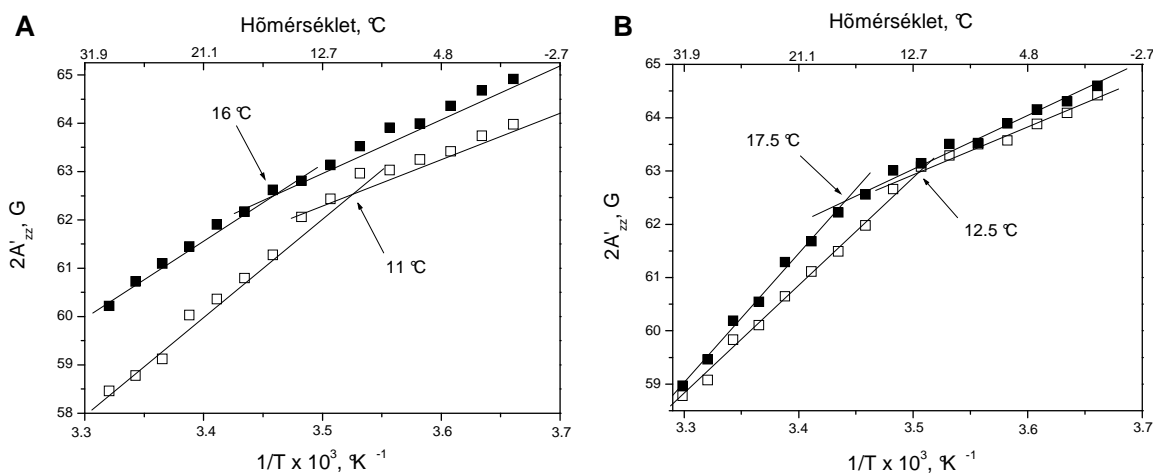 A
Hõmérséklet, °C
31.9 21.1 12.7 4.8 -2.7
65
64
63
62
61
60
59
58
2A'zz, G
16 °C
11 °C
3.3 3.4 3.5 3.6 3.7
1/T x 10³, °K⁻¹
B
Hõmérséklet, °C
31.9 21.1 12.7 4.8 -2.7
65
64
63
62
61
60
59
2A'zz, G
17.5 °C
12.5 °C
3.3 3.4 3.5 3.6 3.7
1/T x 10³, °K⁻¹